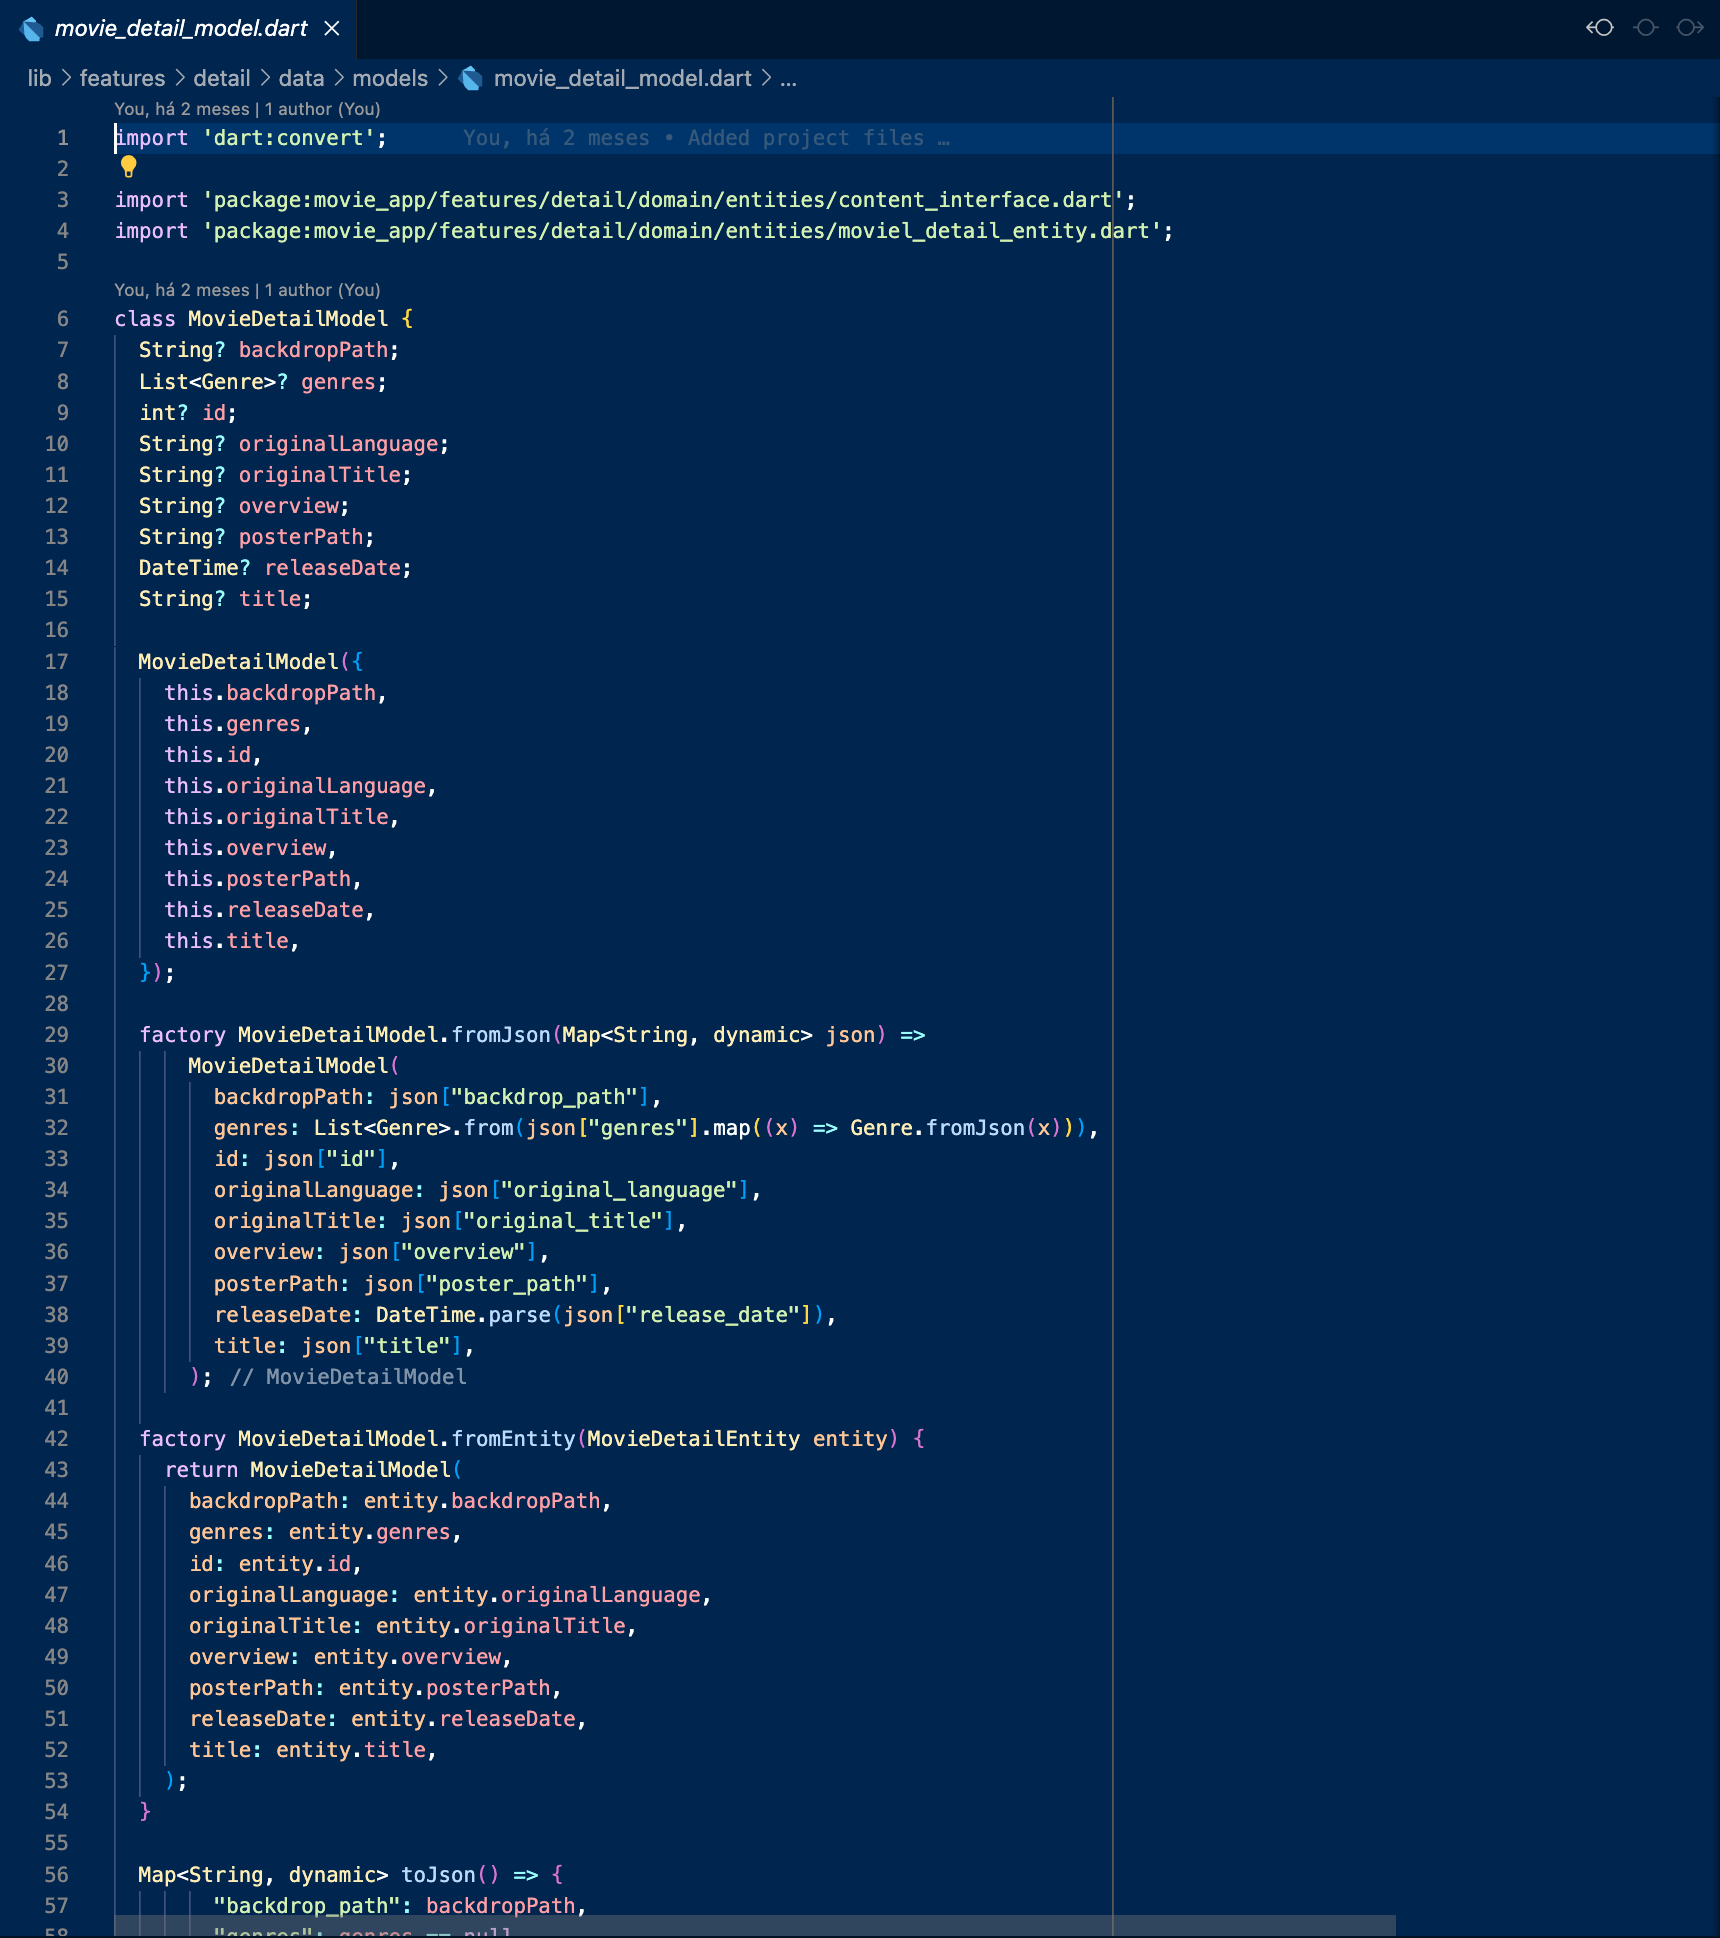 movie_detail_model.dart
lib > features > detail > data > models > movie_detail_model.dart > ...
You, há 2 meses | 1 author (You)
1 import 'dart:convert'; You, há 2 meses • Added project files …
2
3 import 'package:movie_app/features/detail/domain/entities/content_interface.dart';
4 import 'package:movie_app/features/detail/domain/entities/moviel_detail_entity.dart';
5
You, há 2 meses | 1 author (You)
6 class MovieDetailModel {
7 String? backdropPath;
8 List<Genre>? genres;
9 int? id;
10 String? originalLanguage;
11 String? originalTitle;
12 String? overview;
13 String? posterPath;
14 DateTime? releaseDate;
15 String? title;
16
17 MovieDetailModel({
18 this.backdropPath,
19 this.genres,
20 this.id,
21 this.originalLanguage,
22 this.originalTitle,
23 this.overview,
24 this.posterPath,
25 this.releaseDate,
26 this.title,
27 });
28
29 factory MovieDetailModel.fromJson(Map<String, dynamic> json) =>
30 MovieDetailModel(
31 backdropPath: json["backdrop_path"],
32 genres: List<Genre>.from(json["genres"].map((x) => Genre.fromJson(x))),
33 id: json["id"],
34 originalLanguage: json["original_language"],
35 originalTitle: json["original_title"],
36 overview: json["overview"],
37 posterPath: json["poster_path"],
38 releaseDate: DateTime.parse(json["release_date"]),
39 title: json["title"],
40 ); // MovieDetailModel
41
42 factory MovieDetailModel.fromEntity(MovieDetailEntity entity) {
43 return MovieDetailModel(
44 backdropPath: entity.backdropPath,
45 genres: entity.genres,
46 id: entity.id,
47 originalLanguage: entity.originalLanguage,
48 originalTitle: entity.originalTitle,
49 overview: entity.overview,
50 posterPath: entity.posterPath,
51 releaseDate: entity.releaseDate,
52 title: entity.title,
53 );
54 }
55
56 Map<String, dynamic> toJson() => {
57 "backdrop_path": backdropPath,
58 "genres": genres == null